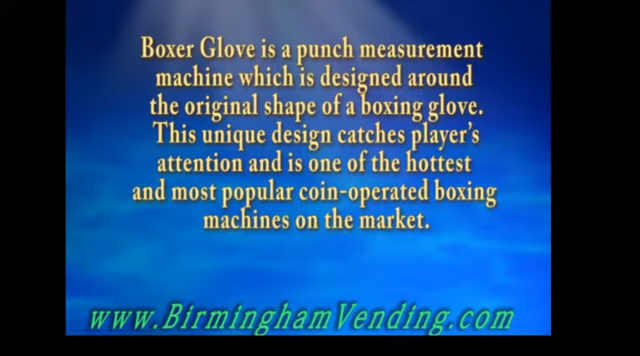 Boxer Glove is a punch measurement
machine which is designed around
the original shape of a boxing glove.
This unique design catches player's
attention and is one of the hottest
and most popular coin-operated boxing
machines on the market.
www.BirminghamVending.com